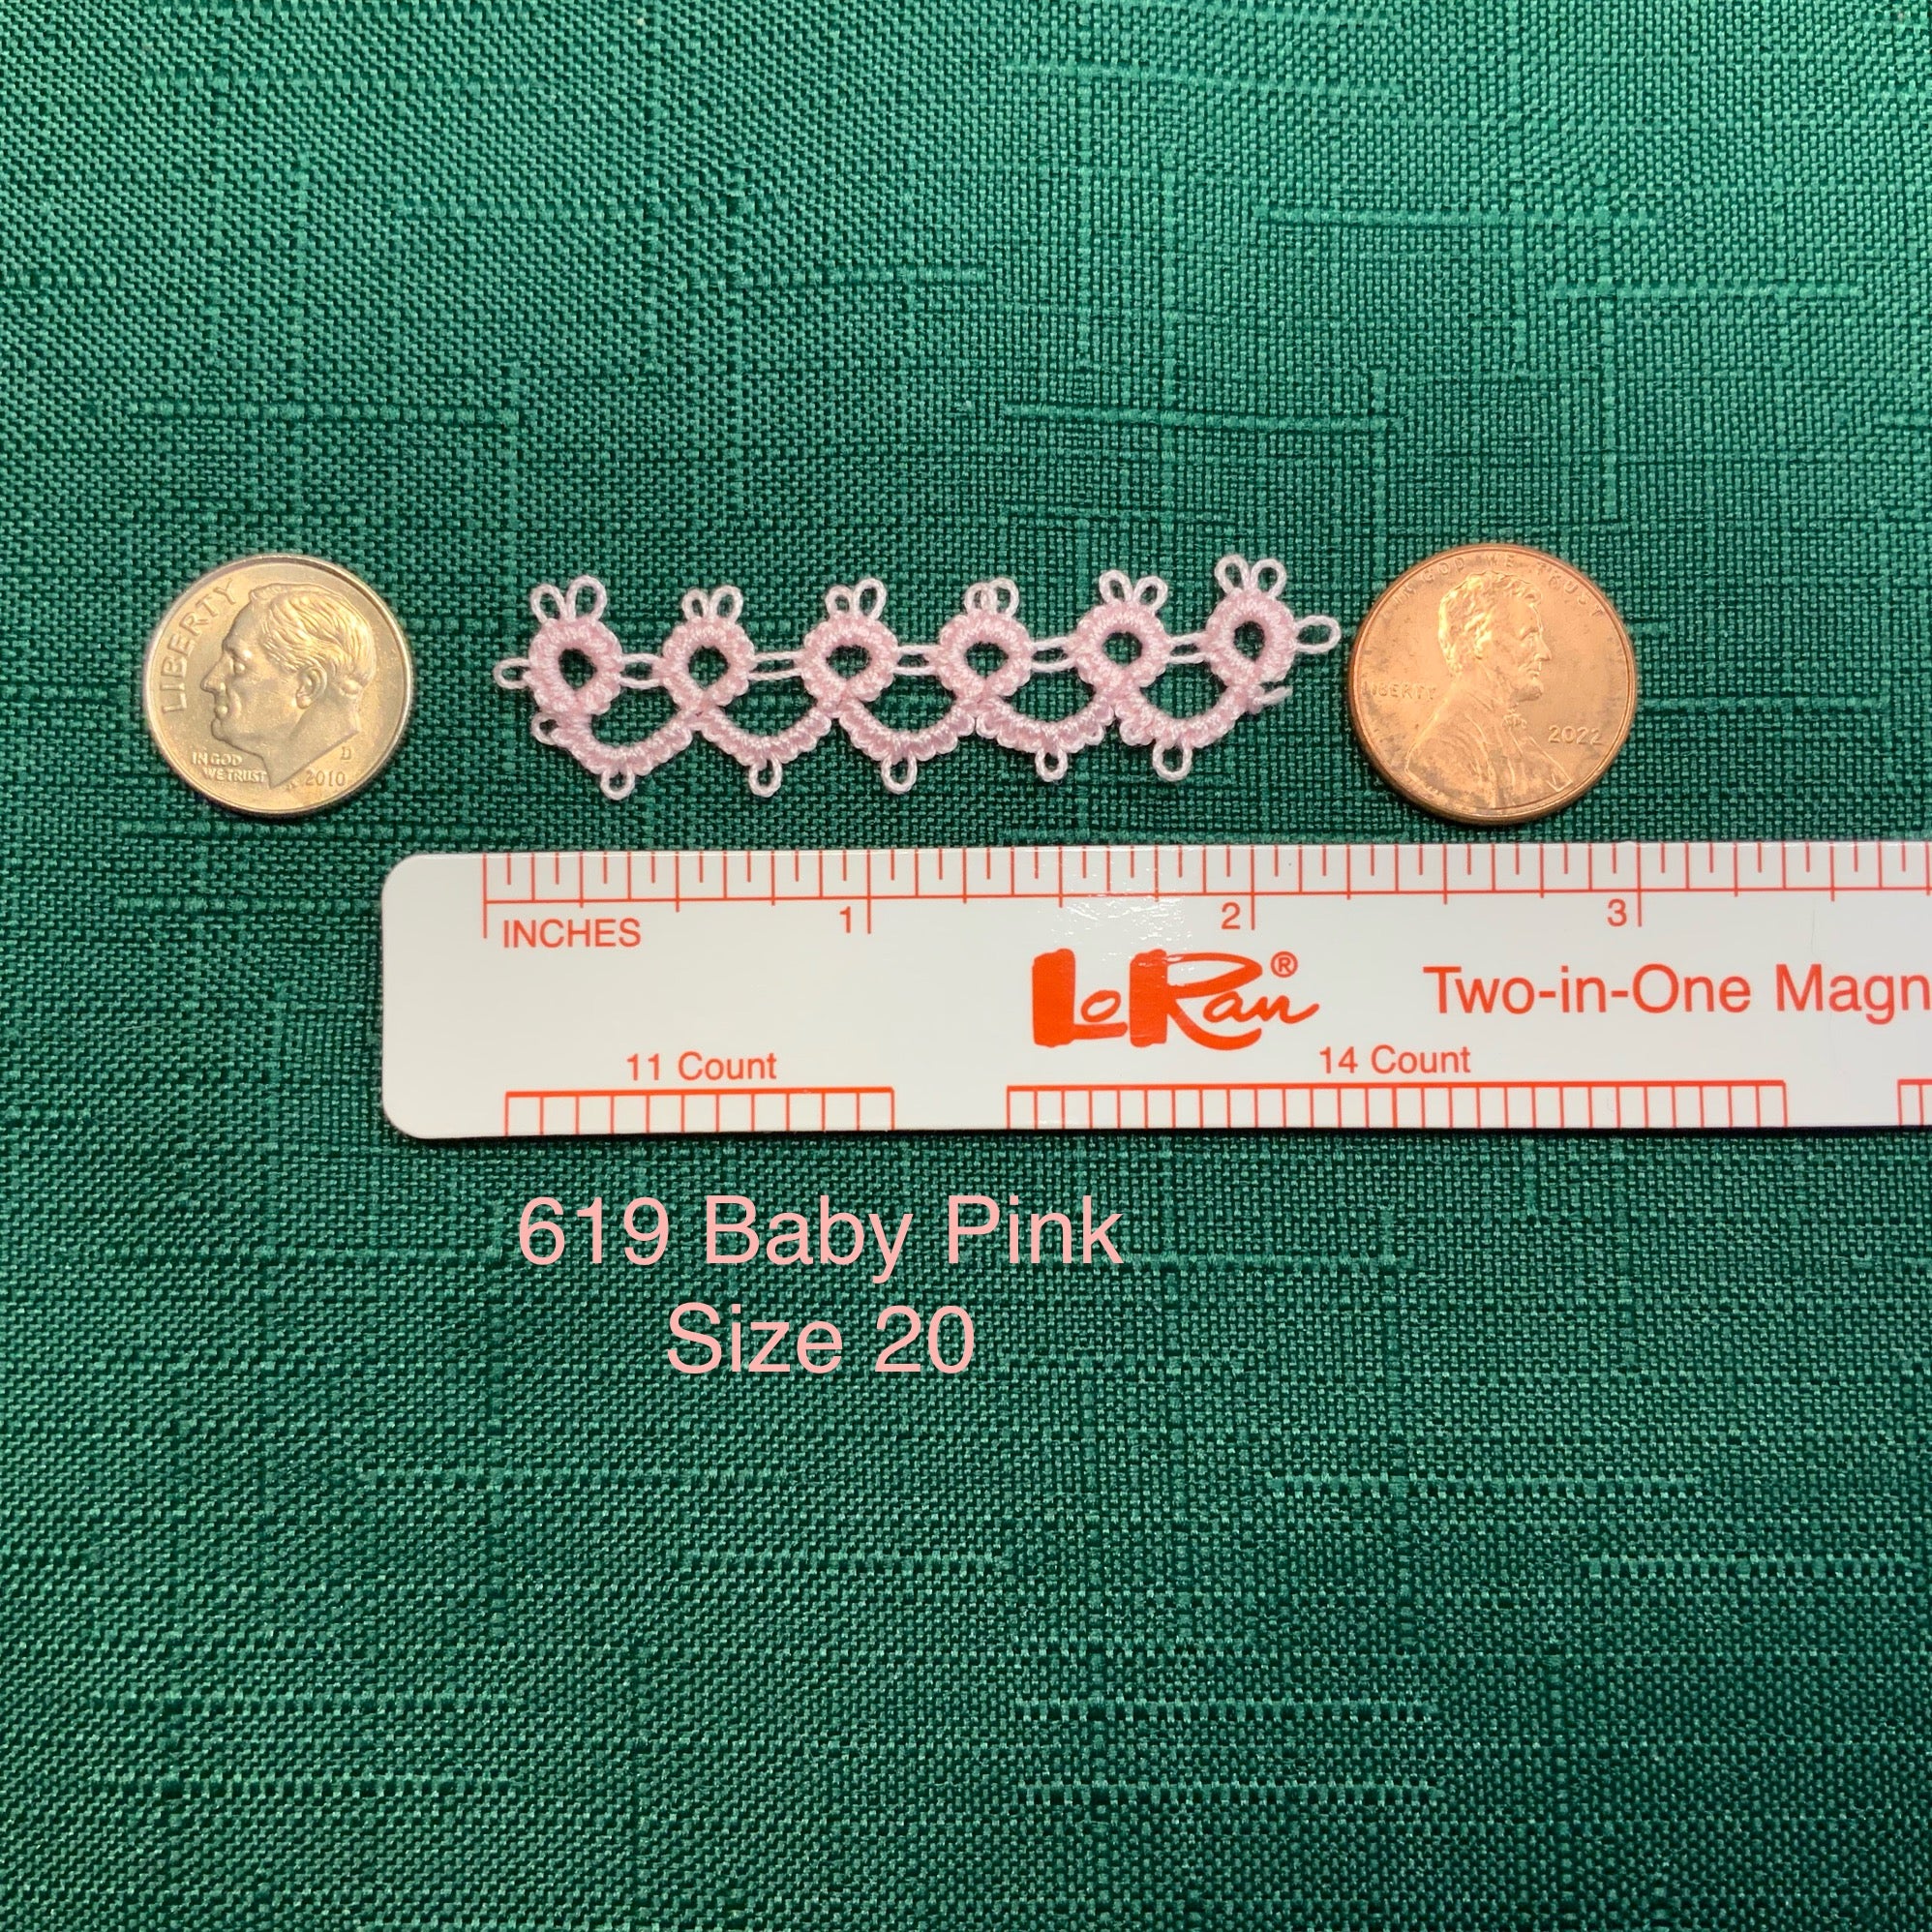 LIBERTY
IN GOD
WE TRUST
D
2010
IN GOD WE TRUST
LIBERTY
2022
INCHES
1
2
3
LoRan®
Two-in-One Magn
11 Count
14 Count
619 Baby Pink
Size 20